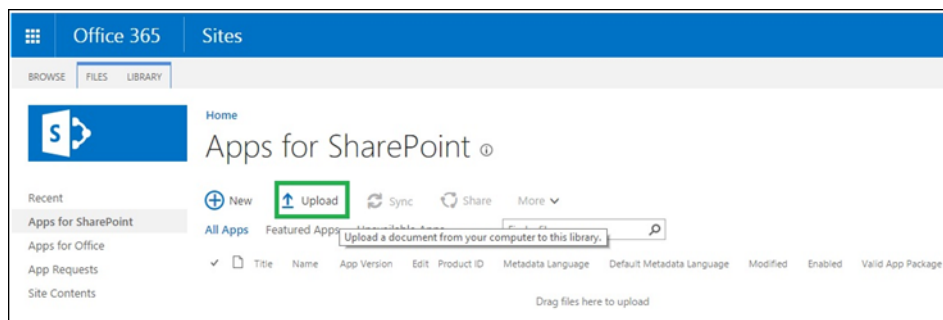 Office 365 Sites
BROWSE FILES LIBRARY
S
Home
Apps for SharePoint
New Upload Sync Share More
Recent
Apps for SharePoint
Apps for Office
App Requests
Site Contents
All Apps Featured Apps
Upload a document from your computer to this library.
Title Name App Version Edit Product ID Metadata Language Default Metadata Language Modified Enabled Valid App Package
Drag files here to upload